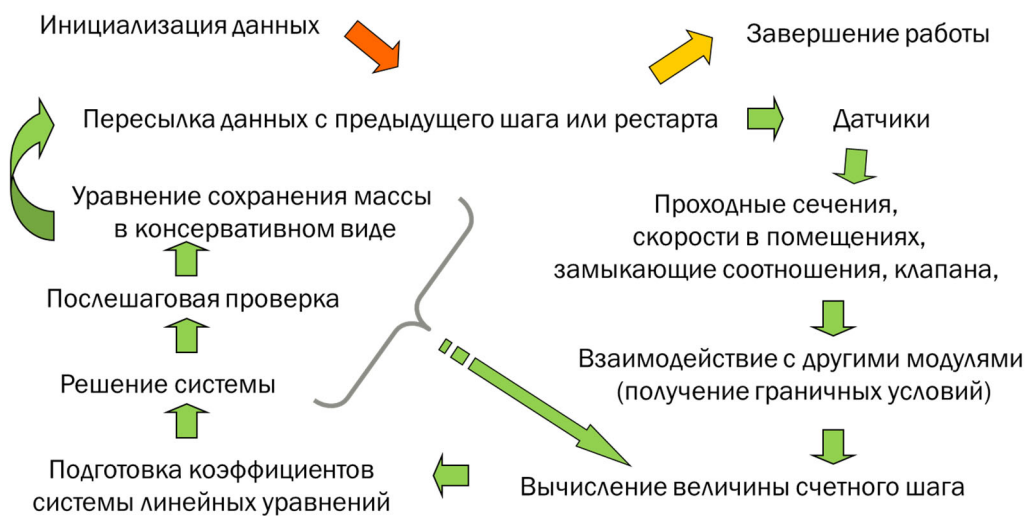 Инициализация данных
Завершение работы
Пересылка данных с предыдущего шага или рестарта
Датчики
Проходные сечения,
скорости в помещениях,
замыкающие соотношения, клапана,
Взаимодействие с другими модулями
(получение граничных условий)
Вычисление величины счетного шага
Подготовка коэффициентов
системы линейных уравнений
Решение системы
Послешаговая проверка
Уравнение сохранения массы
в консервативном виде